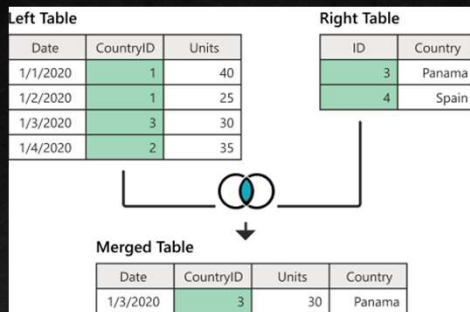 Left Table
Right Table
Date CountryID Units
ID Country
1/1/2020 1 40
3 Panama
1/2/2020 1 25
4 Spain
1/3/2020 3 30
1/4/2020 2 35
Merged Table
Date CountryID Units Country
1/3/2020 3 30 Panama